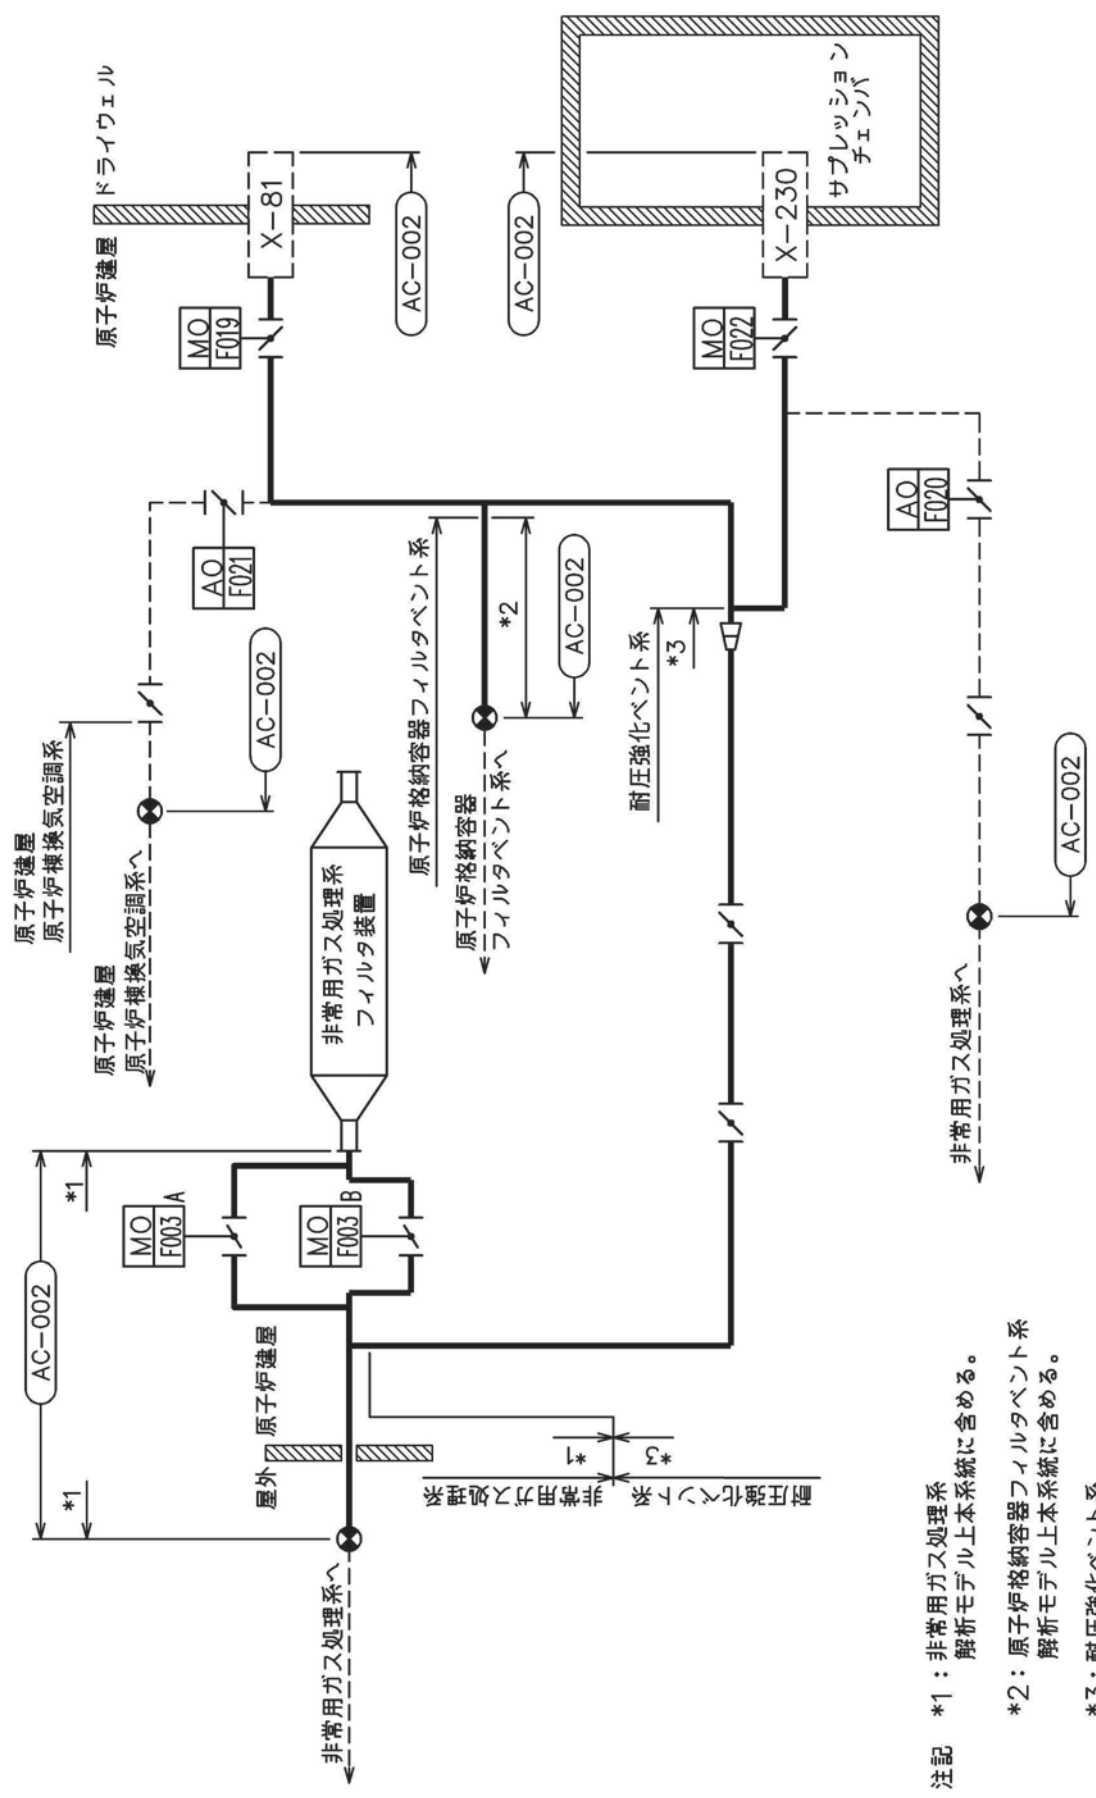 ドライウェル
原子炉建屋
X-81
MO
F019
AC-002
AC-002
サプレッション
チェンバ
X-230
MO
F022
AO
F021
AO
F020
原子炉建屋
原子炉棟換気空調系
AC-002
原子炉建屋
原子炉棟換気空調系へ
原子炉格納容器フィルタベント系
*2
AC-002
原子炉格納容器
フィルタベント系へ
耐圧強化ベント系
*3
AC-002
非常用ガス処理系へ
非常用ガス処理系
フィルタ装置
AC-002
*1
*1
MO
F003
A
MO
F003
B
原子炉建屋
屋外
非常用ガス処理系
*1
耐圧強化ベント系
*3
非常用ガス処理系へ
注記 *1:非常用ガス処理系
解析モデル上本系統に含める。
*2:原子炉格納容器フィルタベント系
解析モデル上本系統に含める。
*3:耐圧強化ベント系